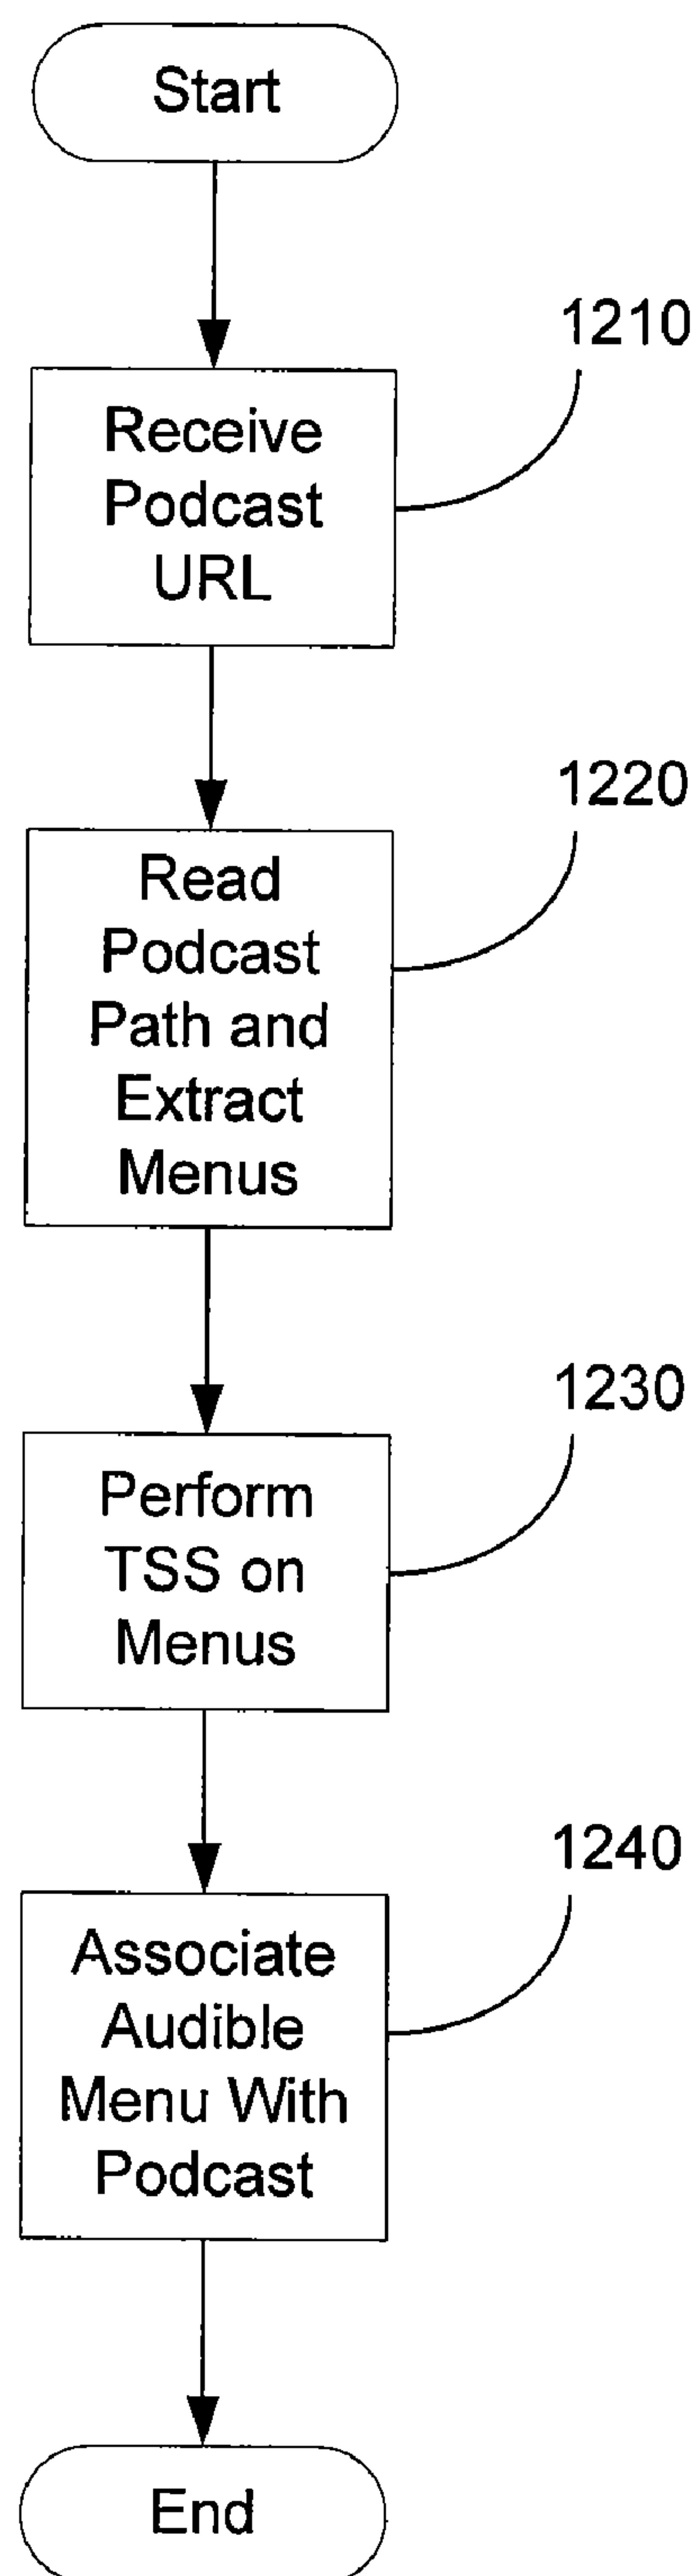 Start
1210
Receive
Podcast
URL
1220
Read
Podcast
Path and
Extract
Menus
1230
Perform
TSS on
Menus
1240
Associate
Audible
Menu With
Podcast
End